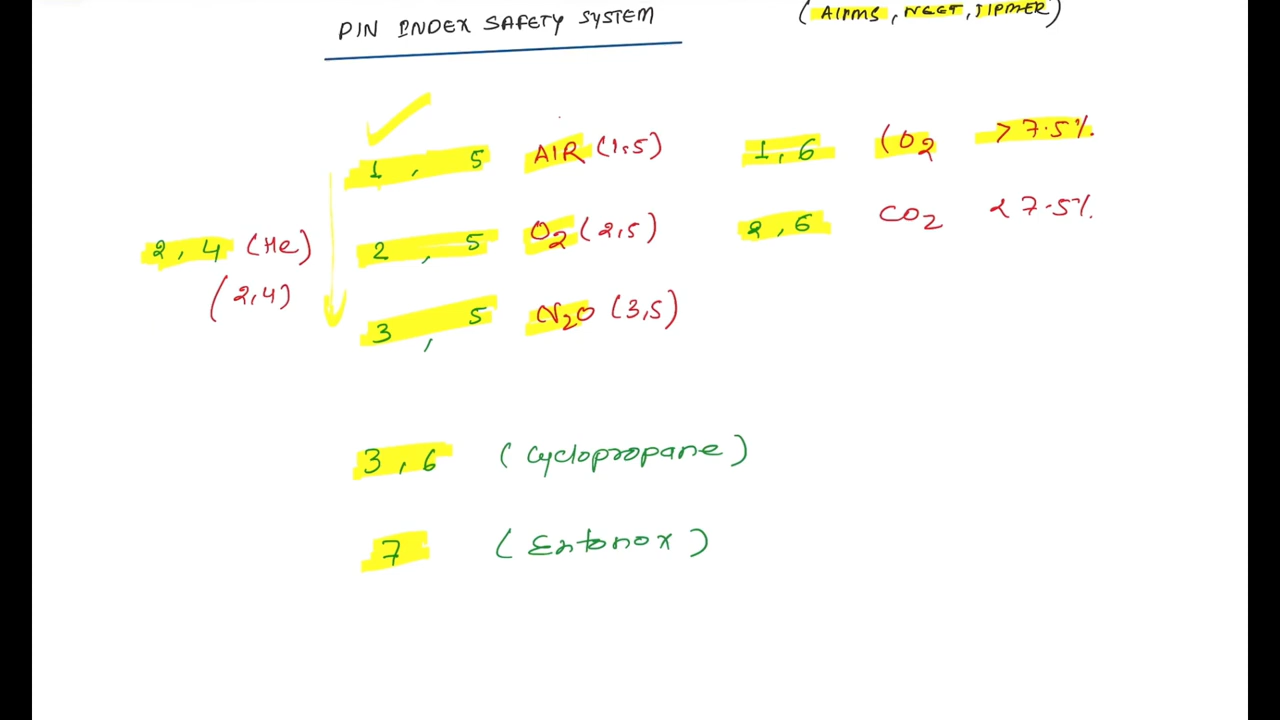 PIN INDEX SAFETY SYSTEM (AIIMS, NEET, JIPMER)
1, 5 AIR (1,5) 1,6 CO2 >7.5%.
2, 5 O2 (2,5) 2,6 CO2 <7.5%.
2,4 (He)
(2,4)
3, 5 N2O (3,5)
3,6 (Cyclopropane)
7 (Entonox)